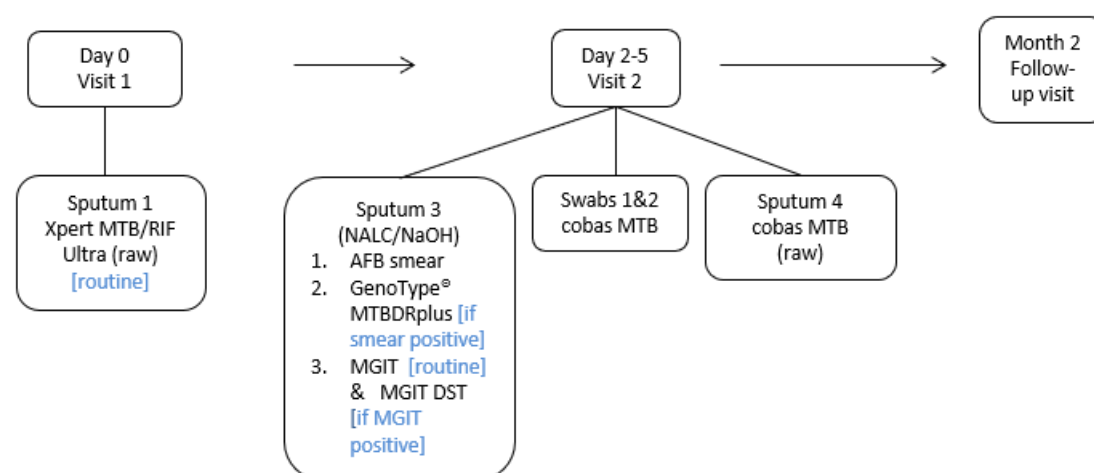 Day 0
Visit 1
Day 2-5
Visit 2
Month 2
Follow-
up visit
Sputum 1
Xpert MTB/RIF
Ultra (raw)
[routine]
Sputum 3
(NALC/NaOH)
1. AFB smear
2. GenoType®
MTBDRplus [if
smear positive]
3. MGIT [routine]
& MGIT DST
[if MGIT
positive]
Swabs 1&2
cobas MTB
Sputum 4
cobas MTB
(raw)